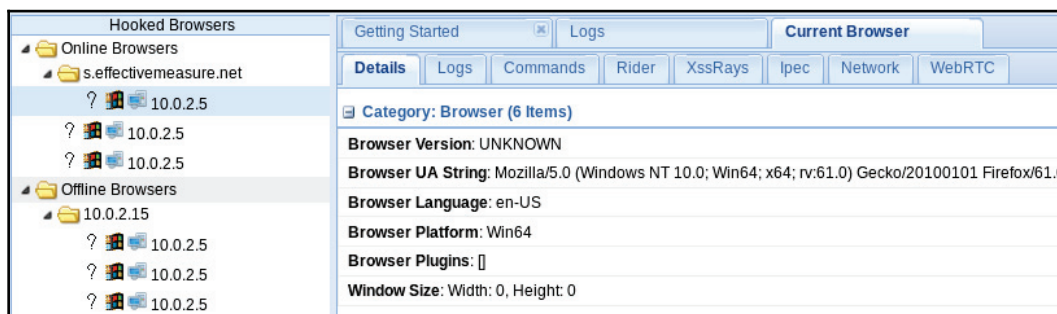 Hooked Browsers
Online Browsers
s.effectivemeasure.net
? 10.0.2.5
? 10.0.2.5
? 10.0.2.5
Offline Browsers
10.0.2.15
? 10.0.2.5
? 10.0.2.5
? 10.0.2.5
Getting Started Logs Current Browser
Details Logs Commands Rider XssRays Ipec Network WebRTC
Category: Browser (6 Items)
Browser Version: UNKNOWN
Browser UA String: Mozilla/5.0 (Windows NT 10.0; Win64; x64; rv:61.0) Gecko/20100101 Firefox/61.
Browser Language: en-US
Browser Platform: Win64
Browser Plugins: []
Window Size: Width: 0, Height: 0